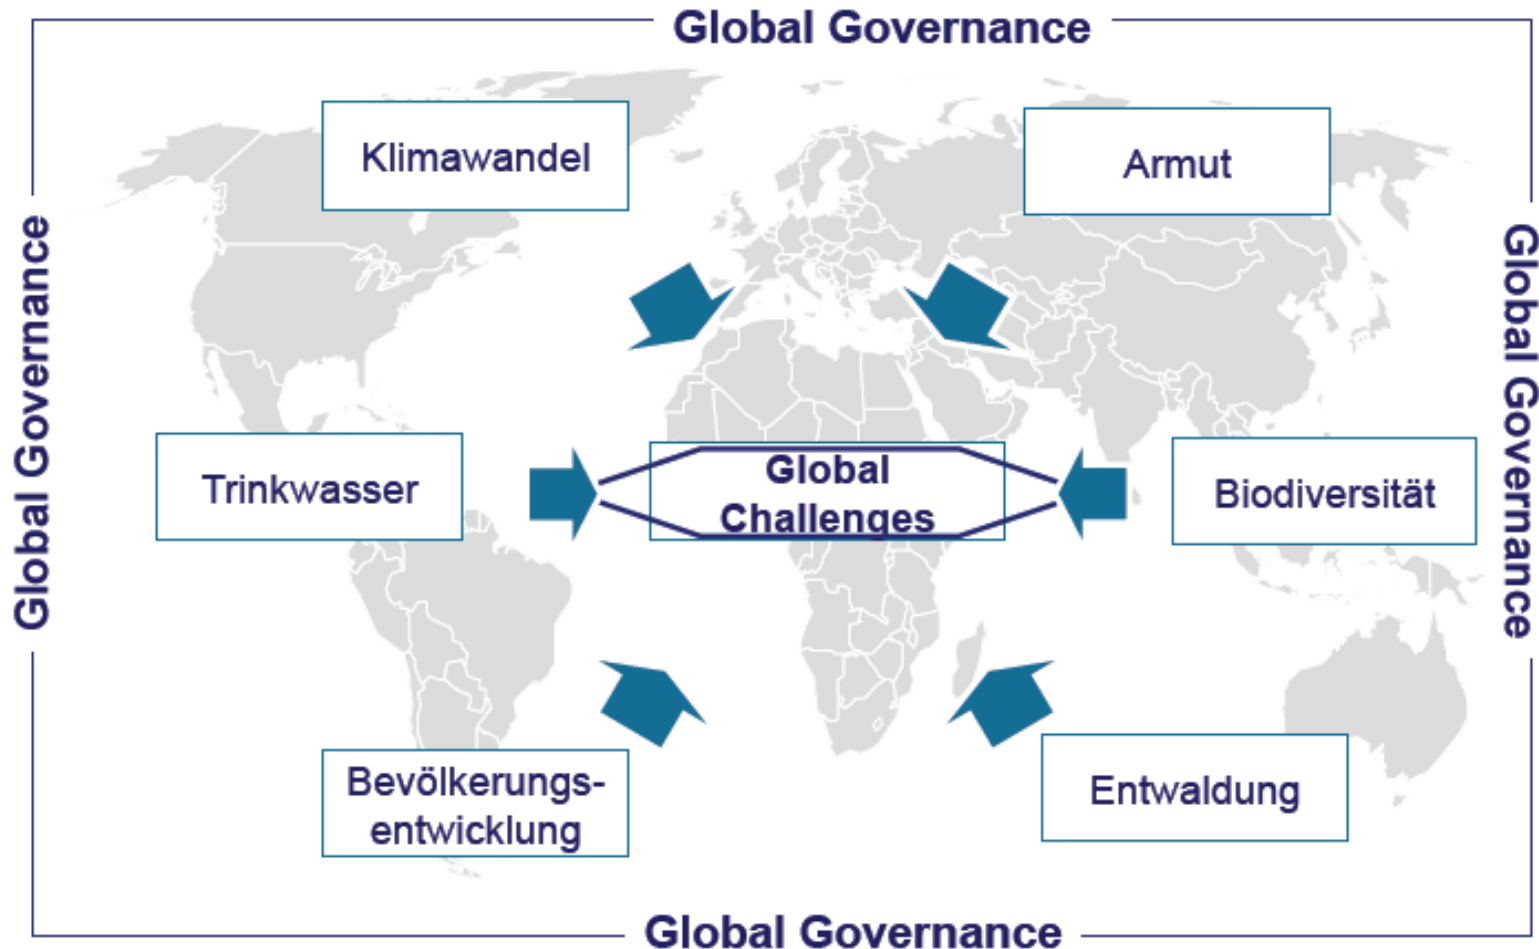 Global Governance
Klimawandel
Armut
Global Governance
Global Governance
Trinkwasser
Global
Challenges
Biodiversität
Bevölkerungs-
entwicklung
Entwaldung
Global Governance